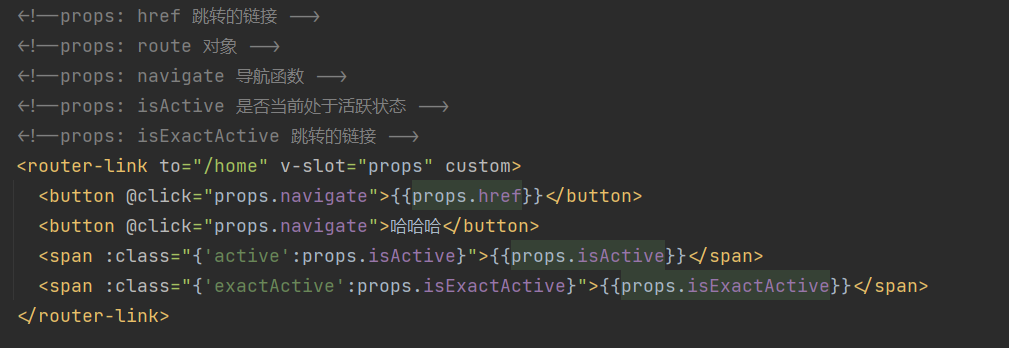 <!--props: href 跳转的链接 -->
<!--props: route 对象 -->
<!--props: navigate 导航函数 -->
<!--props: isActive 是否当前处于活跃状态 -->
<!--props: isExactActive 跳转的链接 -->
<router-link to="/home" v-slot="props" custom>
  <button @click="props.navigate">{{props.href}}</button>
  <button @click="props.navigate">哈哈哈</button>
  <span :class="{'active':props.isActive}">{{props.isActive}}</span>
  <span :class="{'exactActive':props.isExactActive}">{{props.isExactActive}}</span>
</router-link>